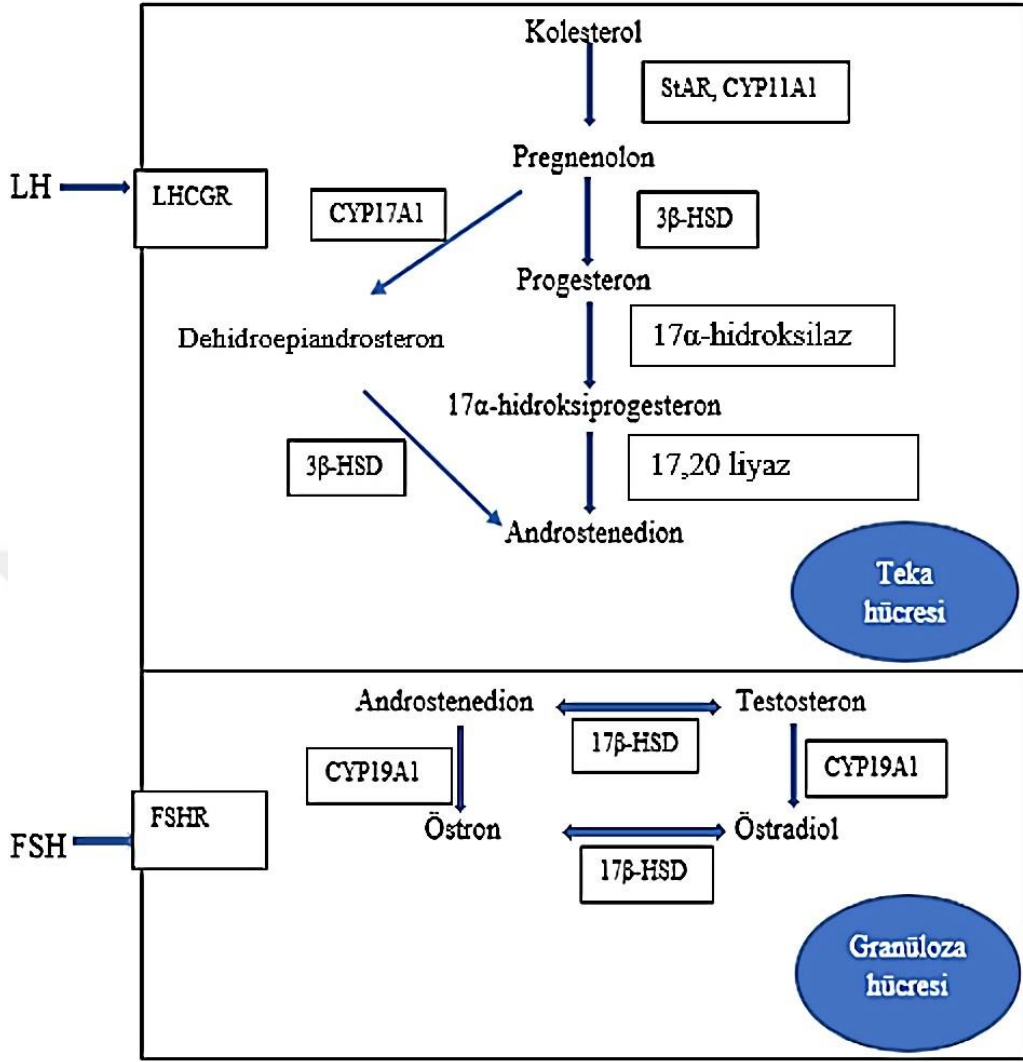 Kolesterol
StAR, CYP11A1
Pregnenolon
LH
LHCGR
CYP17A1
3β-HSD
Progesteron
Dehidroepiandrosteron
17α-hidroksilaz
17α-hidroksiprogesteron
3β-HSD
17,20 liyaz
Androstenedion
Teka
hücresi
Androstenedion
Testosteron
17β-HSD
CYP19A1
CYP19A1
FSH
FSHR
Östron
Östradiol
17β-HSD
Granüloza
hücresi